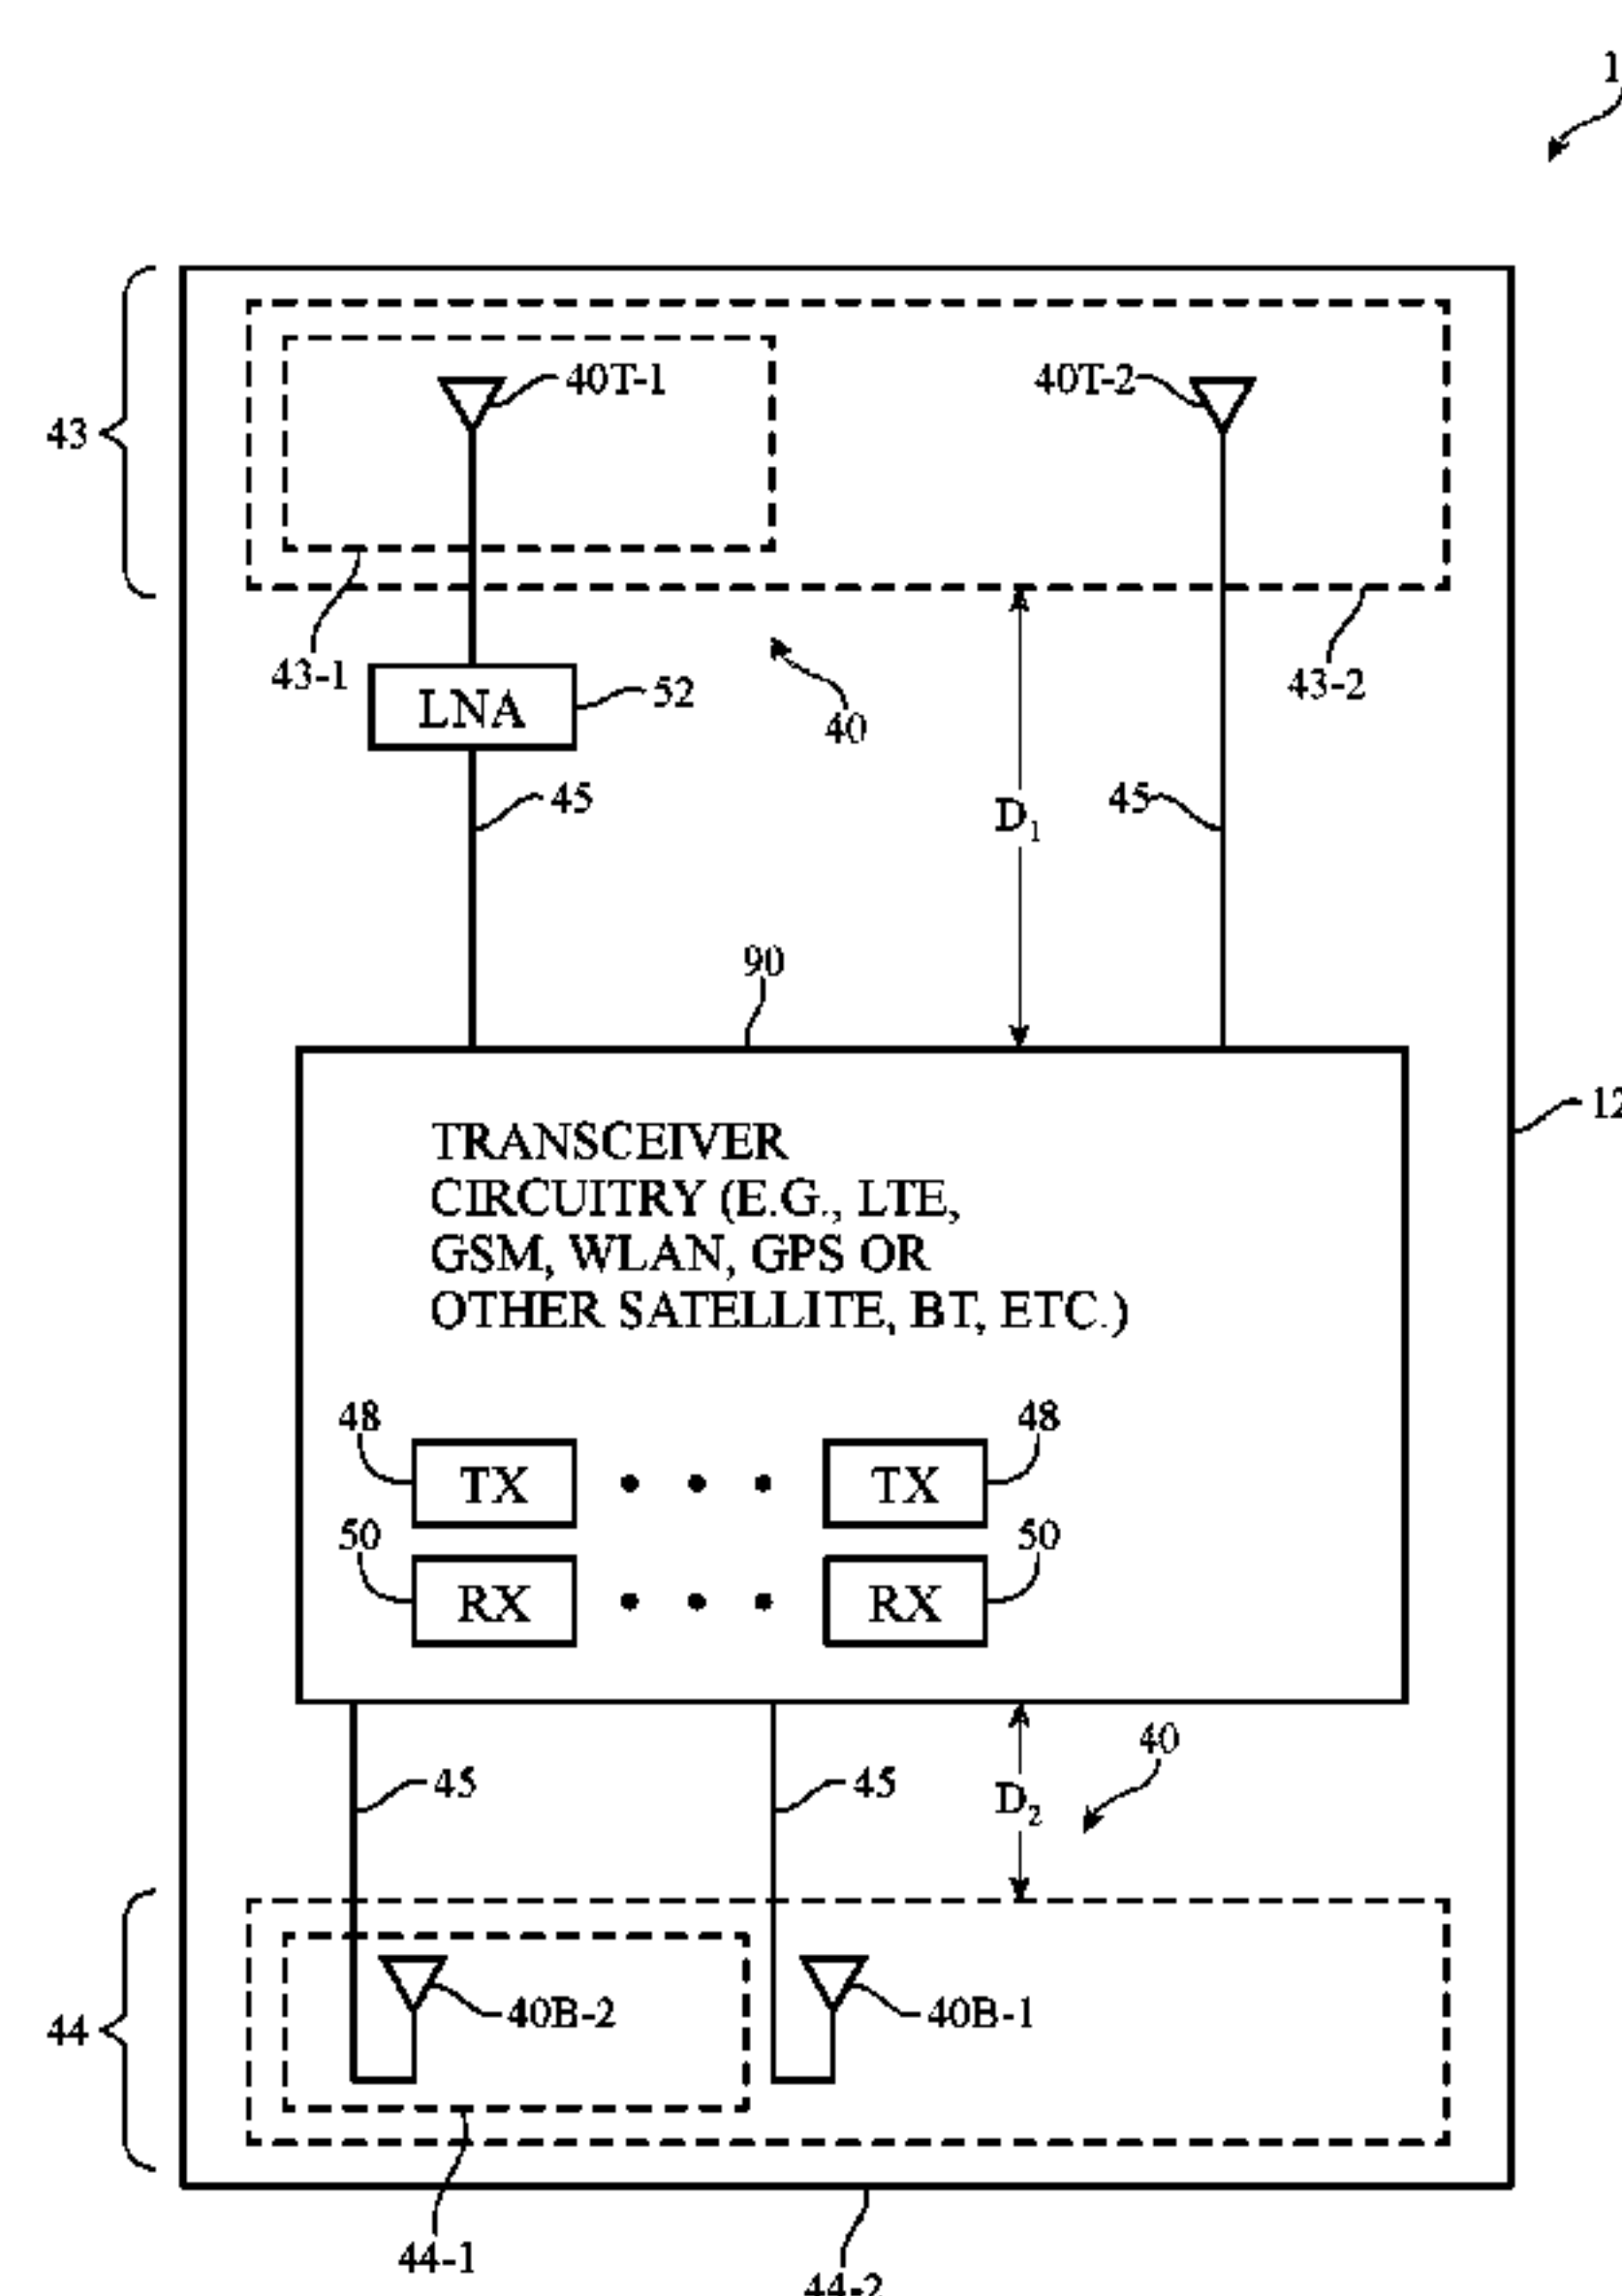 1
43
40T-1
40T-2
43-1
LNA
52
40
43-2
45
D1
45
90
12
TRANSCEIVER
CIRCUITRY (E.G., LTE,
GSM, WLAN, GPS OR
OTHER SATELLITE, BT, ETC.)
48
TX
TX
48
50
RX
RX
50
45
45
D2
40
44
40B-2
40B-1
44-1
44-2